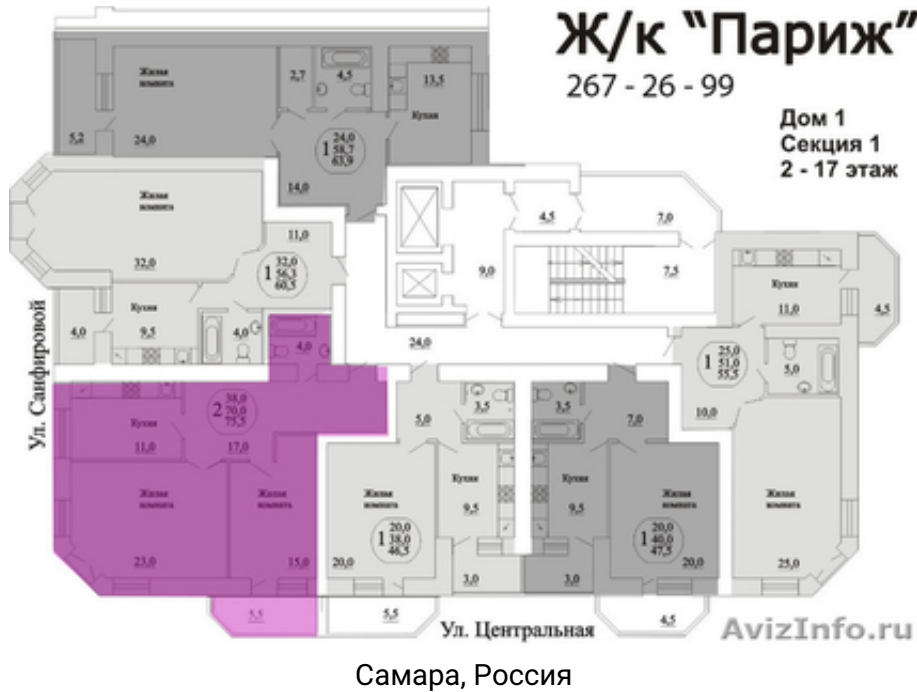 Ж/к "Париж"
267 - 26 - 99
Дом 1
Секция 1
2 - 17 этаж
Жилая
комната
24,0
5,2
2,7
4,5
13,5
Кухня
1 24,0
58,7
63,9
14,0
Жилая
комната
32,0
11,0
1 32,0
56,3
60,5
4,0
Кухня
9,5
4,0
4,5
7,0
9,0
7,5
24,0
Кухня
11,0
4,5
1 25,0
51,0
55,5
5,0
10,0
Жилая
комната
25,0
4,0
2 38,0
70,0
75,5
Кухня
11,0
17,0
Жилая
комната
23,0
Жилая
комната
15,0
5,5
5,0
3,5
Кухня
9,5
Жилая
комната
1 20,0
38,0
46,5
20,0
3,0
5,5
3,5
7,0
Кухня
9,5
Жилая
комната
1 20,0
40,0
47,5
20,0
3,0
4,5
Ул. Санфировой
Ул. Центральная
AvizInfo.ru
Самара, Россия